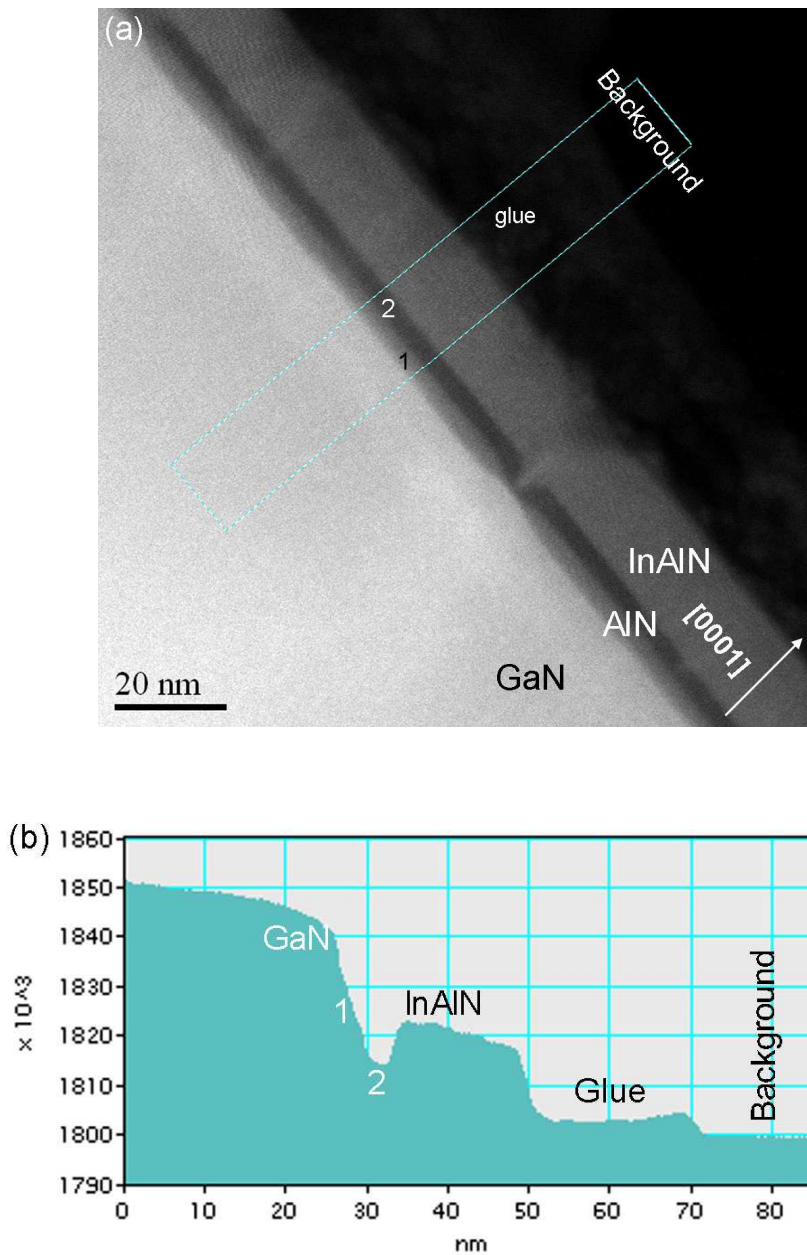 (a)
Background
glue
2
1
InAlN
AlN
[0001]
GaN
20 nm
(b)
1860
1850
1840
1830
1820
1810
1800
1790
× 10^3
GaN
1
2
InAlN
Glue
Background
0 10 20 30 40 50 60 70 80
nm